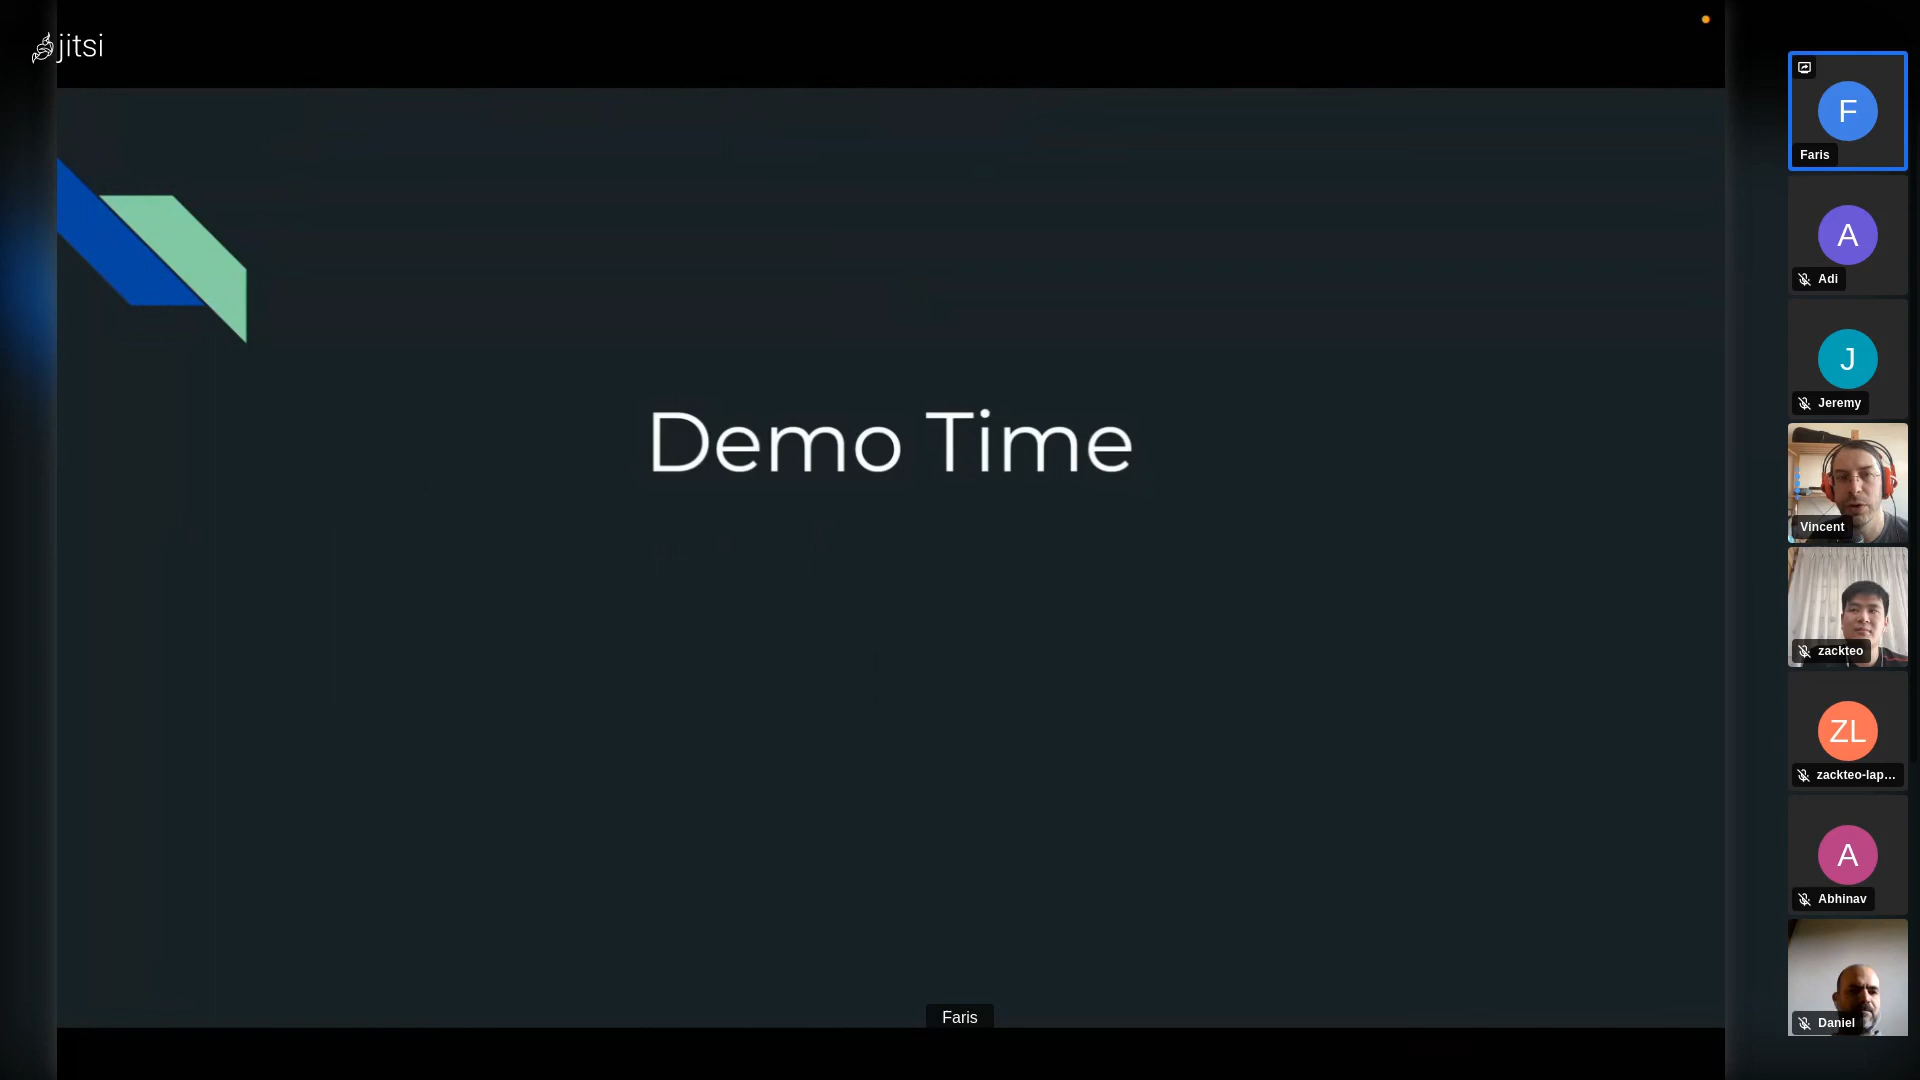 jitsi
Demo Time
Faris
F
Faris
A
Adi
J
Jeremy
Vincent
zackteo
ZL
zackteo-lap...
A
Abhinav
Daniel